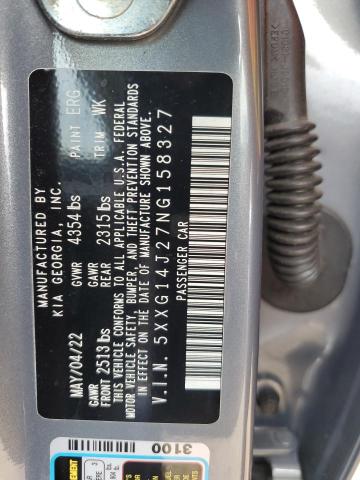 MANUFACTURED BY
KIA GEORGIA, INC.
MAY/04/22 GVWR 4354 lbs PAINT ERG
GAWR GAWR
FRONT 2513 lbs REAR 2315 lbs TRIM WK
THIS VEHICLE CONFORMS TO ALL APPLICABLE U.S.A. FEDERAL
MOTOR VEHICLE SAFETY, BUMPER, AND THEFT PREVENTION STANDARDS
IN EFFECT ON THE DATE OF MANUFACTURE SHOWN ABOVE.
V.I.N. 5XXG14J27NG158327
PASSENGER CAR
3100